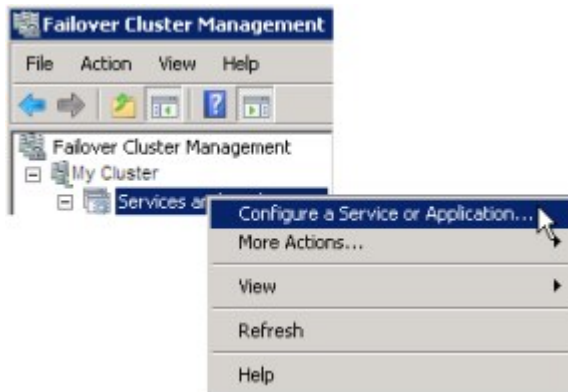 Failover Cluster Management
File Action View Help
Failover Cluster Management
My Cluster
Services
Configure a Service or Application...
More Actions...
View
Refresh
Help